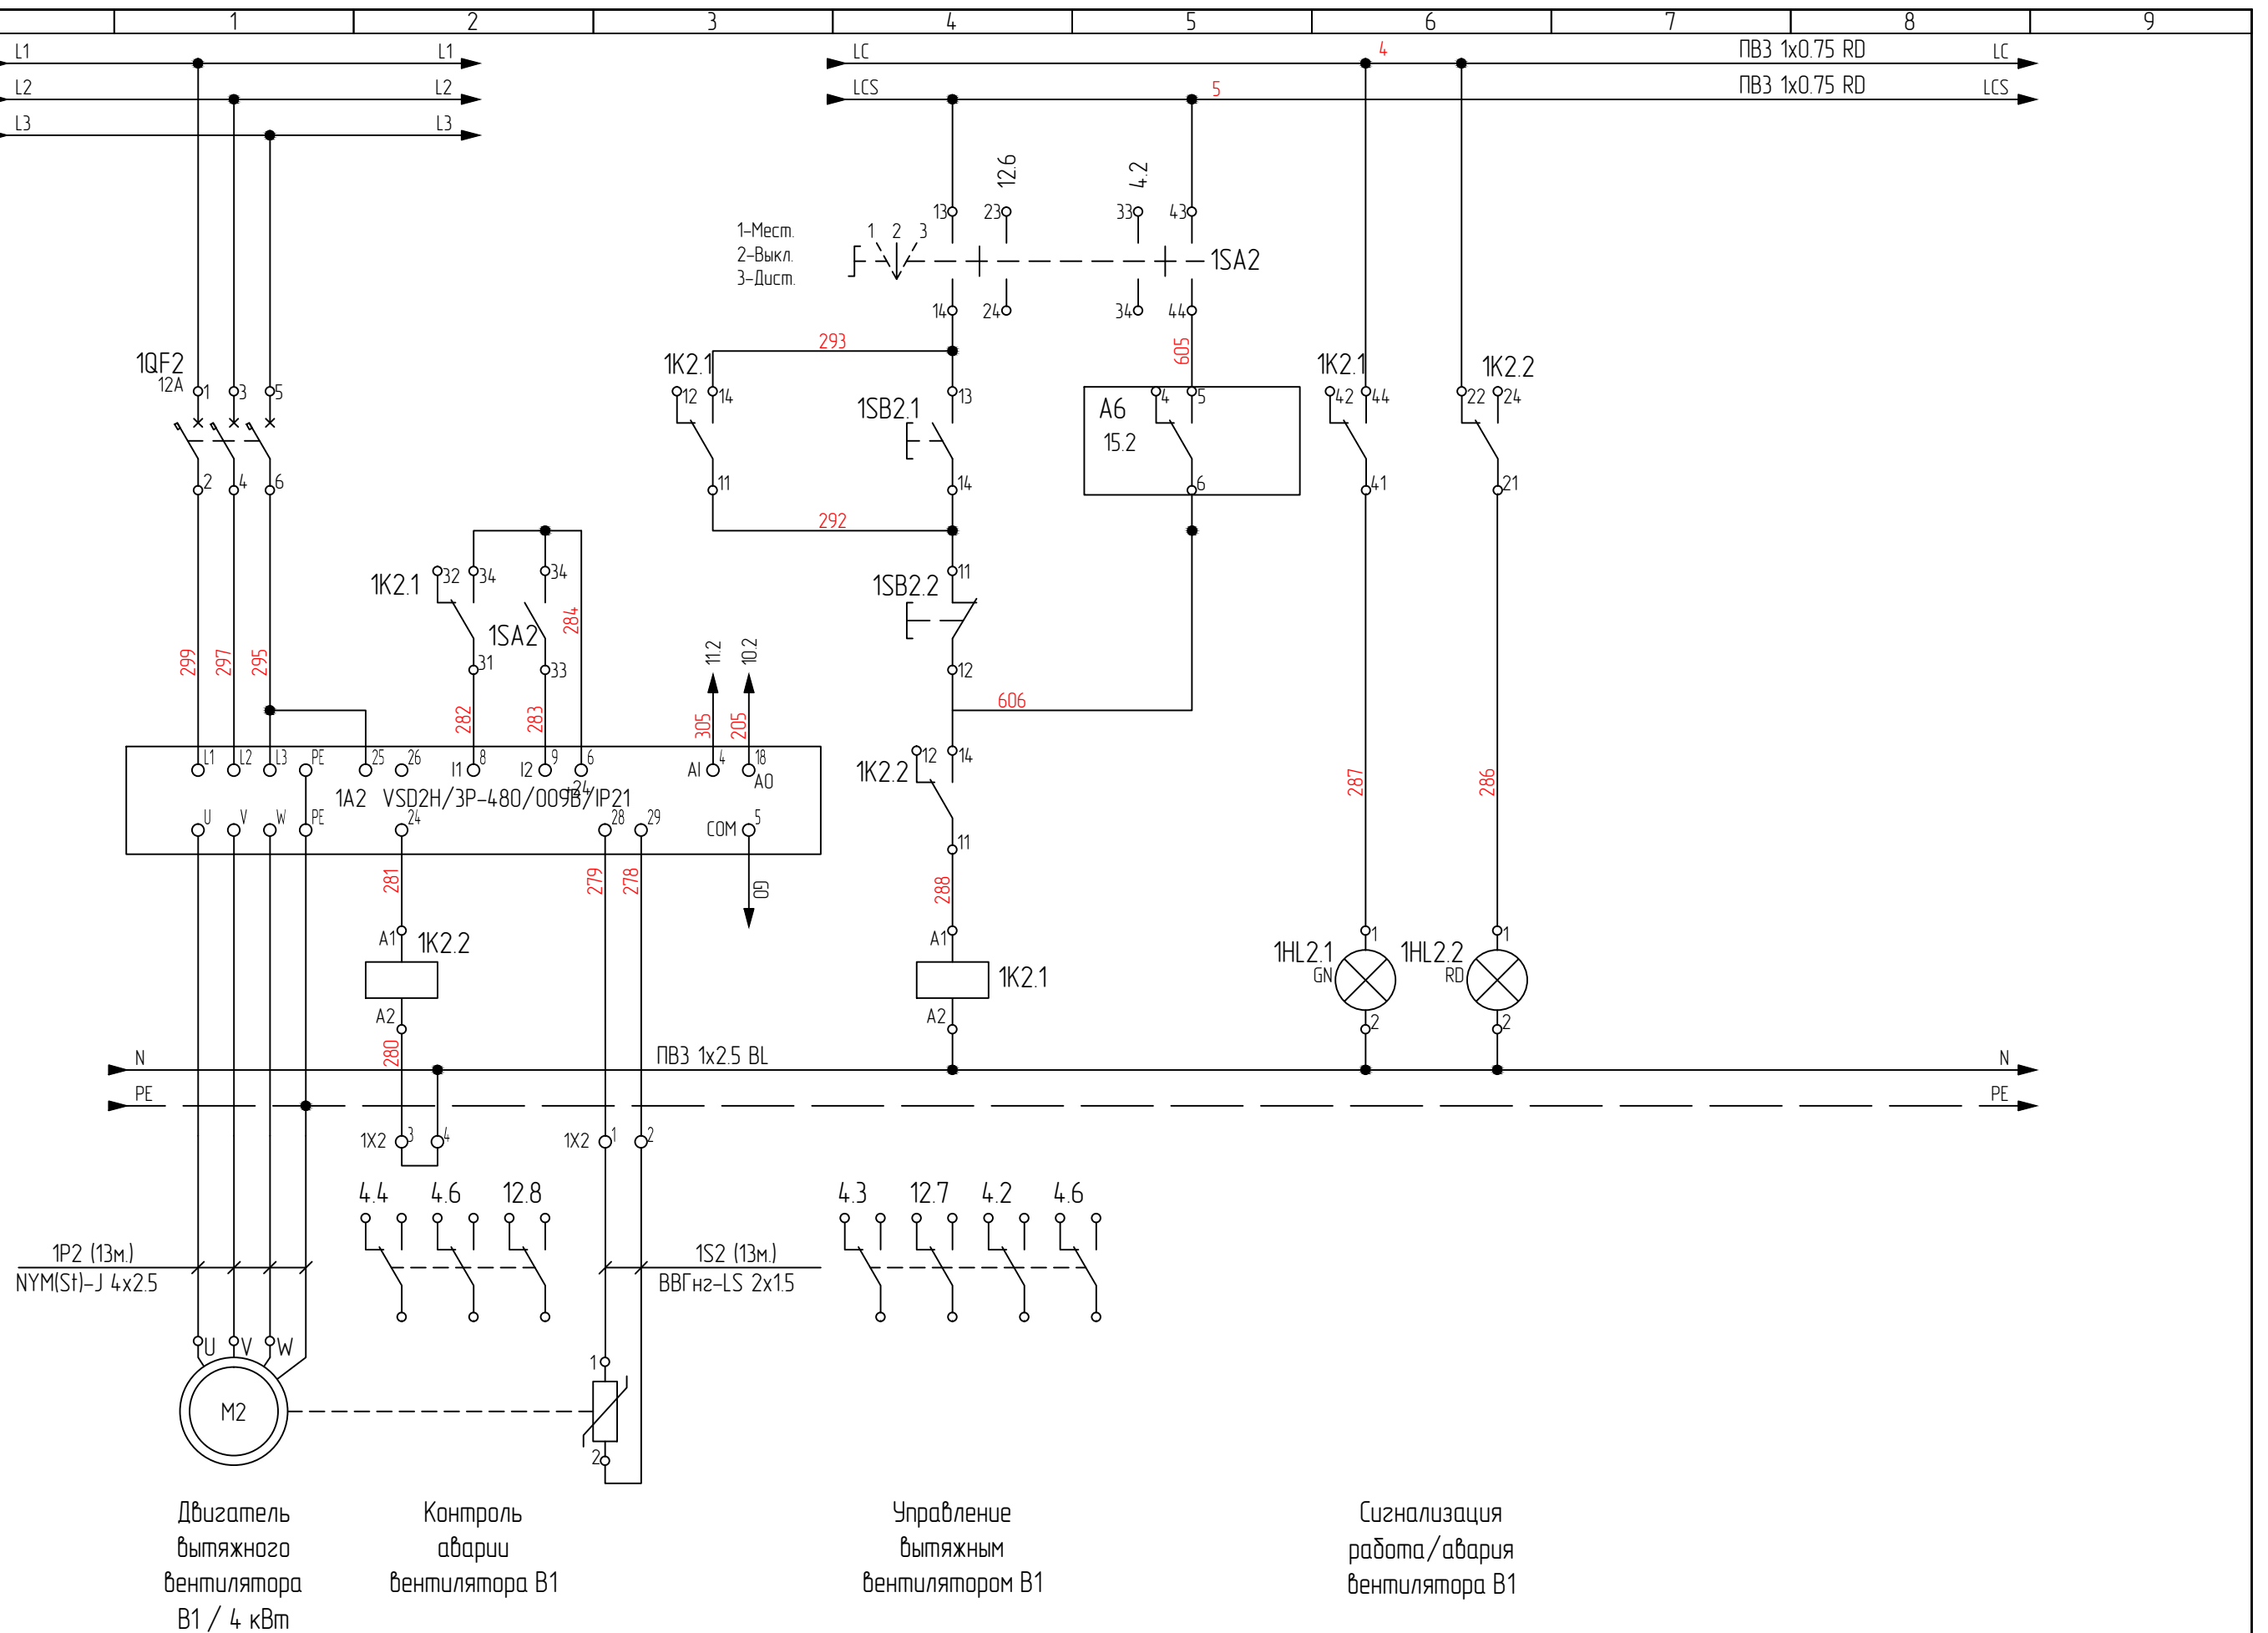 1 2 3 4 5 6 7 8 9
L1 L1 LC 4 ПВ3 1x0.75 RD LC
L2 L2 LCS 5 ПВ3 1x0.75 RD LCS
L3 L3
12.6 4.2
13 23 33 43
1-Мест. 1 2 3
2-Выкл. 1SA2
3-Дист.
14 24 34 44
293 605
1QF2 1K2.1 1K2.1 1K2.2
12A 1 3 5 12 14 13 4 5 42 44 22 24
1SB2.1 A6
15.2
2 4 6 11 14 6 41 21
292
1K2.1 32 34 34 11
1SB2.2
284
1SA2
31 33 12
299 297 295 11.2 10.2
282 283 305 205 606
L1 L2 L3 PE 25 26 I1 8 I2 9 6 AI 4 18 12 14
+24 AO 1K2.2
1A2 VSD2H/3P-480/009B/IP21 287 286
U V W PE 24 28 29 COM 5
11
281 279 278 GO 288
A1 1K2.2 A1 1 1
1HL2.1 1HL2.2
GN RD
1K2.1
A2 A2 2 2
280
N ПВ3 1x2.5 BL N
PE PE
1X2 3 4 1X2 1 2
4.4 4.6 12.8 4.3 12.7 4.2 4.6
1P2 (13м.) 1S2 (13м.)
NYM(St)-J 4x2.5 ВВГнг-LS 2x1.5
U V W
1
M2
2
Двигатель
вытяжного
вентилятора
В1 / 4 кВт
Контроль
аварии
вентилятора В1
Управление
вытяжным
вентилятором В1
Сигнализация
работа/авария
вентилятора В1